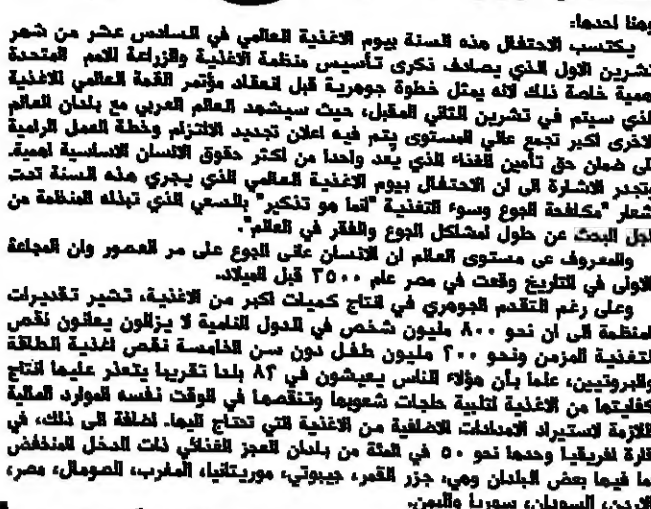 وهنا احدها:
يكتسب الاحتفال هذه السنة بيوم الاغذية العالمي في السادس عشر من شهر
تشرين الاول الذي يصادف ذكرى تأسيس منظمة الاغذية والزراعة للامم المتحدة
همية خاصة ذلك لانه يمثل خطوة جوهرية قبل انعقاد مؤتمر القمة العالمي للاغذية
لذي سيتم في تشرين الثاني المقبل، حيث سيشهد العالم العربي مع بلدان العالم
الاخرى اكبر تجمع عالي المستوى يتم فيه اعلان تجديد الالتزام وخطة العمل الرامية
لى ضمان حق تأمين الغذاء الذي يعد واحدا من اكثر حقوق الانسان الاساسية اهمية.
وتجدر الاشارة الى ان الاحتفال بيوم الاغذية العالمي الذي يجري هذه السنة تحت
شعار "مكافحة الجوع وسوء التغذية "انما هو تذكير" بالسعي الذي تبذله المنظمة من
اجل البحث عن حلول لمشاكل الجوع والفقر في العالم".
والمعروف عى مستوى العالم ان الانسان عانى الجوع على مر العصور وان المجاعة
الاولى في التاريخ وقعت في مصر عام ٢٥٠٠ قبل الميلاد.
وعلى رغم التقدم الجوهري في انتاج كميات اكبر من الاغذية، تشير تقديرات
لمنظمة الى ان نحو ٨٠٠ مليون شخص في الدول النامية لا يزالون يعانون نقص
لتغذية المزمن ونحو ٢٠٠ مليون طفل دون سن الخامسة نقص اغذية الطاقة
والبروتيين، علما بأن هؤلاء الناس يعيشون في ٨٢ بلدا تقريبا يتعذر عليها انتاج
كفايتها من الاغذية لتلبية حاجات شعوبها وتنقصها في الوقت نفسه الموارد المالية
اللازمة لاستيراد الامدادات الاضافية من الاغذية التي تحتاج اليها. اضافة الى ذلك، في
قارة افريقيا وحدها نحو ٥٠ في المئة من بلدان العجز الغذائي ذات الدخل المنخفض
ما فيها بعض البلدان وهي، جزر القمر، جيبوتي، موريتانيا، المغرب، الصومال، مصر،
الاردن، السودان، سوريا واليمن.